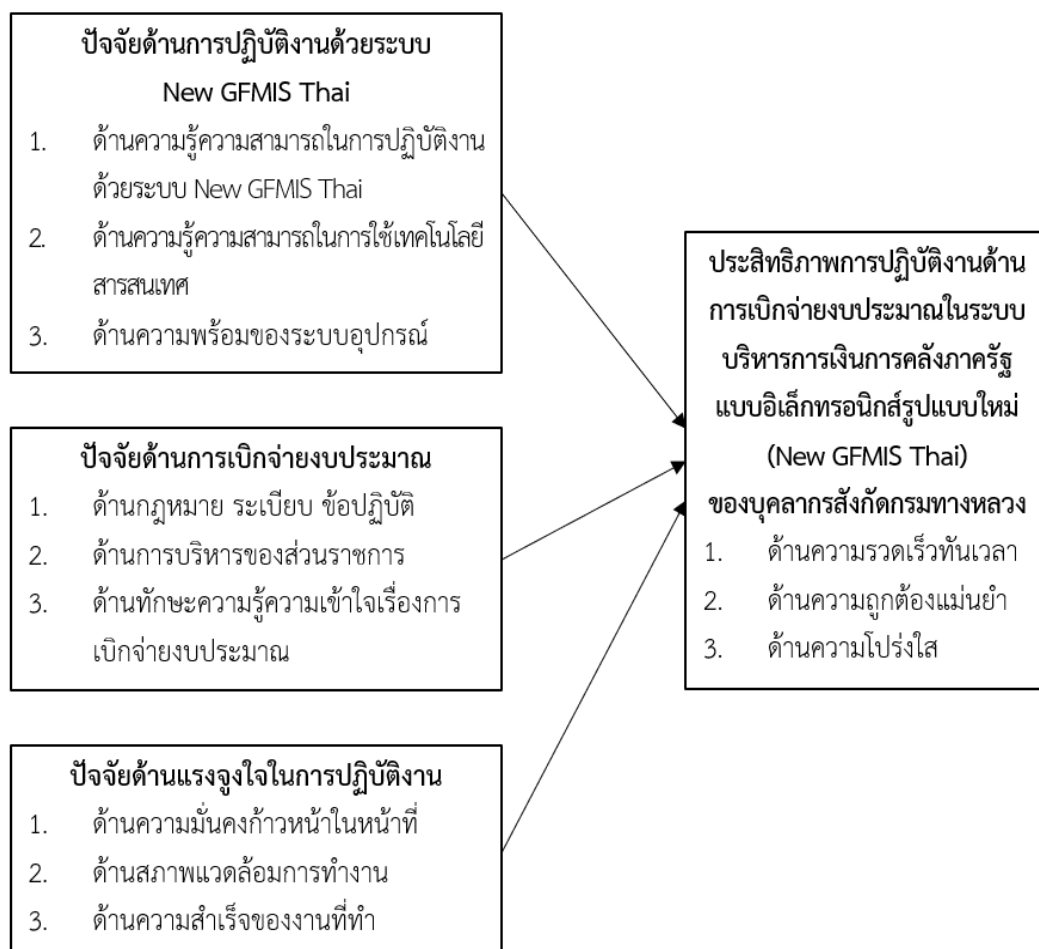 ปัจจัยด้านการปฏิบัติงานด้วยระบบ
New GFMIS Thai
1. ด้านความรู้ความสามารถในการปฏิบัติงาน
ด้วยระบบ New GFMIS Thai
2. ด้านความรู้ความสามารถในการใช้เทคโนโลยี
สารสนเทศ
3. ด้านความพร้อมของระบบอุปกรณ์
ปัจจัยด้านการเบิกจ่ายงบประมาณ
1. ด้านกฎหมาย ระเบียบ ข้อปฏิบัติ
2. ด้านการบริหารของส่วนราชการ
3. ด้านทักษะความรู้ความเข้าใจเรื่องการ
เบิกจ่ายงบประมาณ
ปัจจัยด้านแรงจูงใจในการปฏิบัติงาน
1. ด้านความมั่นคงก้าวหน้าในหน้าที่
2. ด้านสภาพแวดล้อมการทำงาน
3. ด้านความสำเร็จของงานที่ทำ
ประสิทธิภาพการปฏิบัติงานด้าน
การเบิกจ่ายงบประมาณในระบบ
บริหารการเงินการคลังภาครัฐ
แบบอิเล็กทรอนิกส์รูปแบบใหม่
(New GFMIS Thai)
ของบุคลากรสังกัดกรมทางหลวง
1. ด้านความรวดเร็วทันเวลา
2. ด้านความถูกต้องแม่นยำ
3. ด้านความโปร่งใส